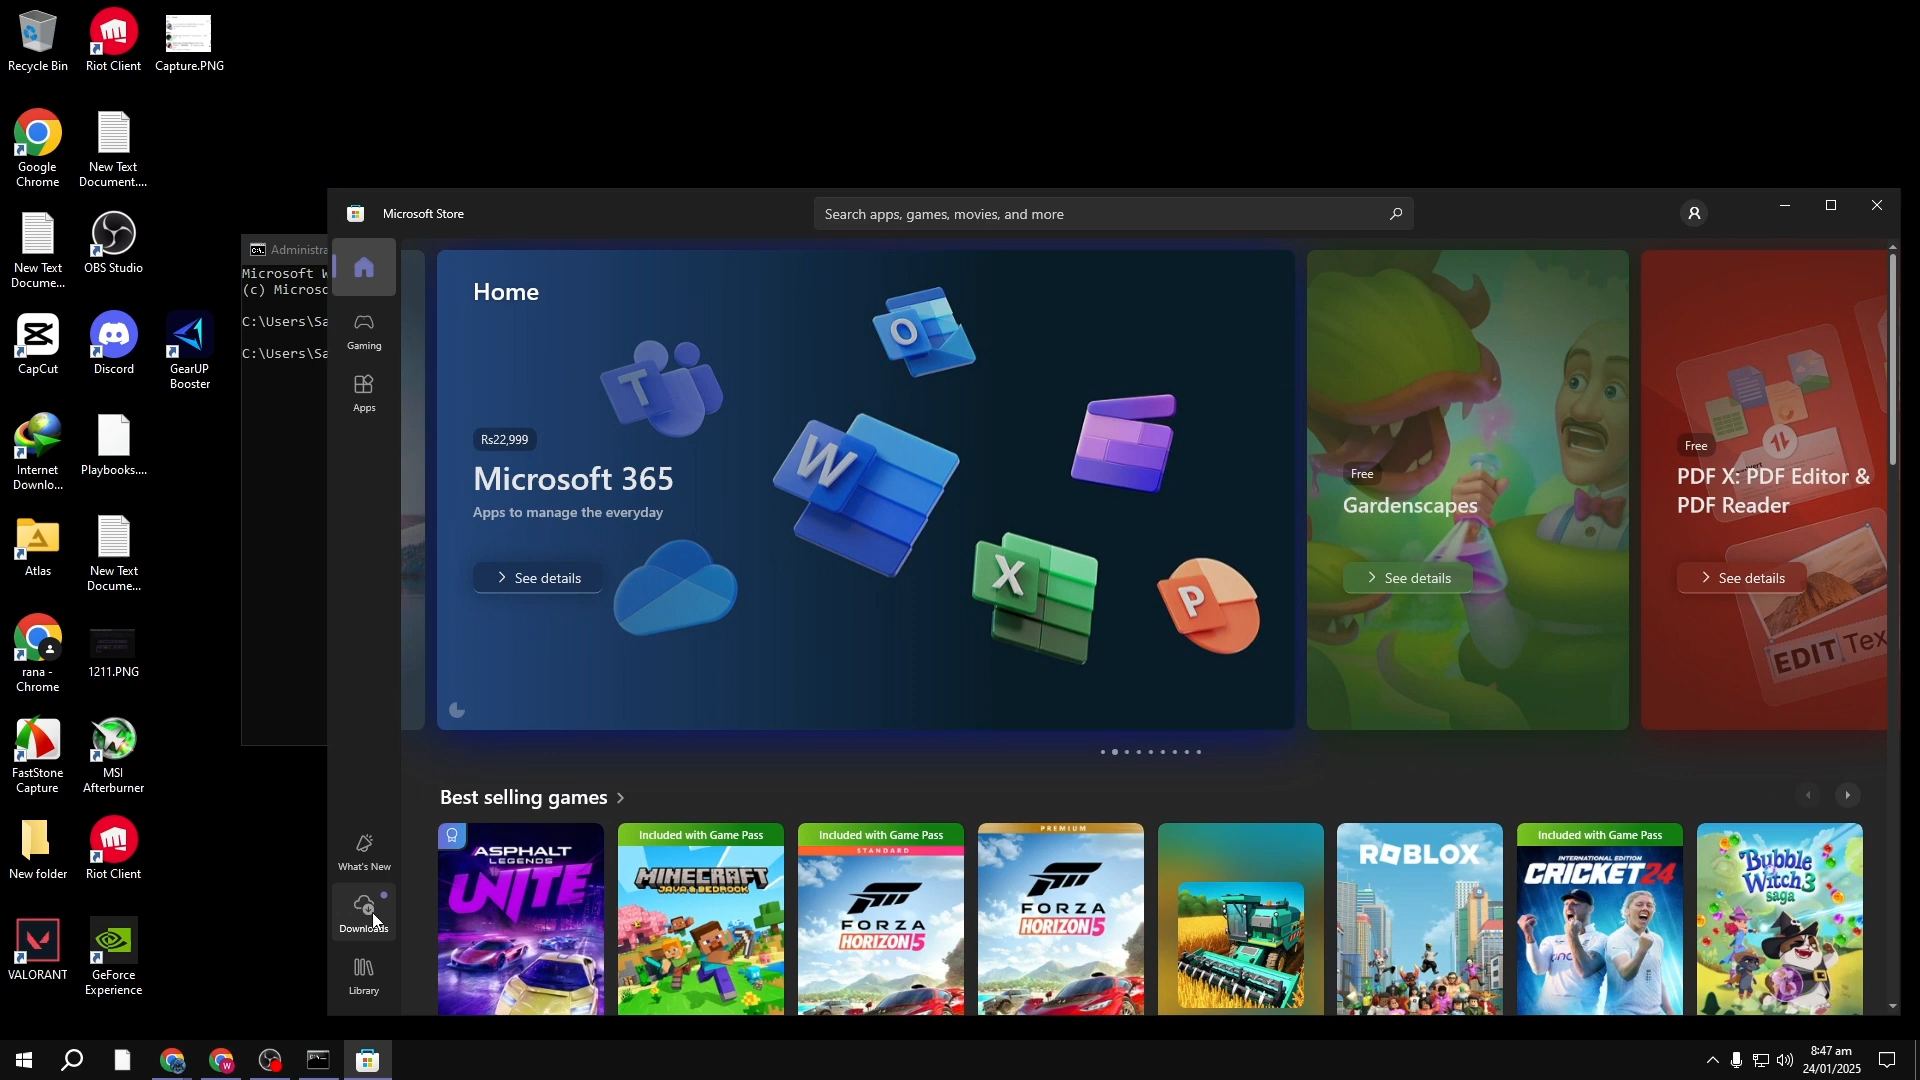 Recycle Bin
Riot Client
Capture.PNG
Google
Chrome
New Text
Document....
New Text
Docume...
OBS Studio
CapCut
Discord
GearUP
Booster
Internet
Downlo...
Playbooks....
Atlas
New Text
Docume...
rana -
Chrome
1211.PNG
FastStone
Capture
MSI
Afterburner
New folder
Riot Client
VALORANT
GeForce
Experience
Administra
Microsoft W
(c) Microso
C:\Users\Sa
C:\Users\Sa
Microsoft Store
Search apps, games, movies, and more
Gaming
Apps
What's New
Downloads
Library
Home
Rs22,999
Microsoft 365
Apps to manage the everyday
See details
Free
Gardenscapes
See details
Free
PDF X: PDF Editor &
PDF Reader
See details
EDIT Tex
Best selling games
ASPHALT
LEGENDS
UNITE
Included with Game Pass
MINECRAFT
JAVA & BEDROCK
Included with Game Pass
STANDARD
FORZA
HORIZON 5
PREMIUM
FORZA
HORIZON 5
ROBLOX
Included with Game Pass
INTERNATIONAL EDITION
CRICKET 24
Bubble
Witch 3
saga
8:47 am
24/01/2025